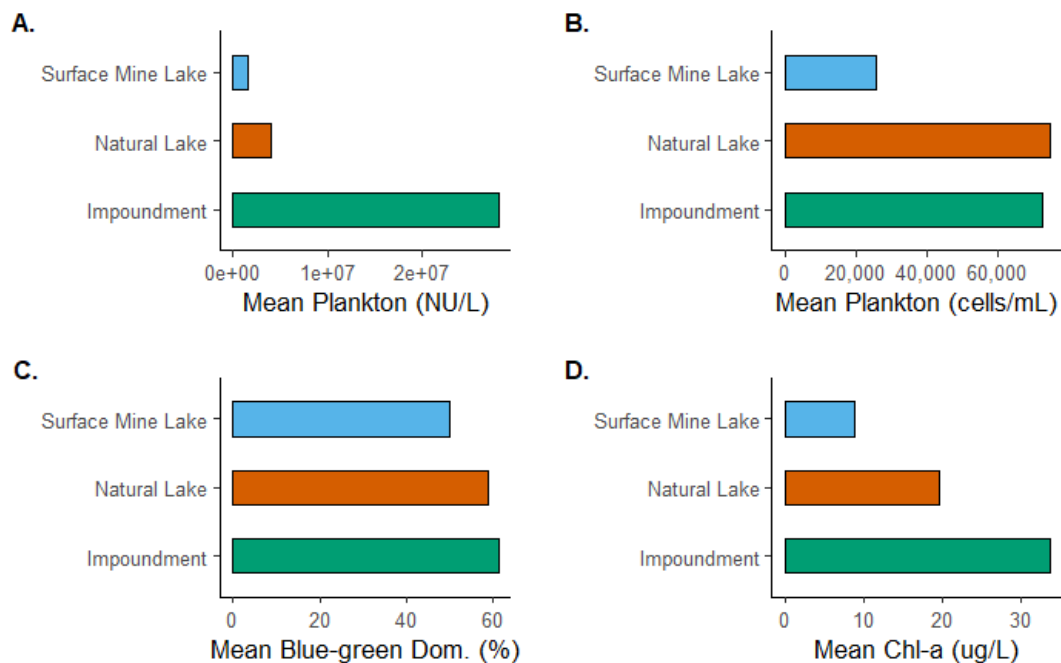 A.
Surface Mine Lake
Natural Lake
Impoundment
0e+00 1e+07 2e+07
Mean Plankton (NU/L)
B.
Surface Mine Lake
Natural Lake
Impoundment
0 20,000 40,000 60,000
Mean Plankton (cells/mL)
C.
Surface Mine Lake
Natural Lake
Impoundment
0 20 40 60
Mean Blue-green Dom. (%)
D.
Surface Mine Lake
Natural Lake
Impoundment
0 10 20 30
Mean Chl-a (ug/L)